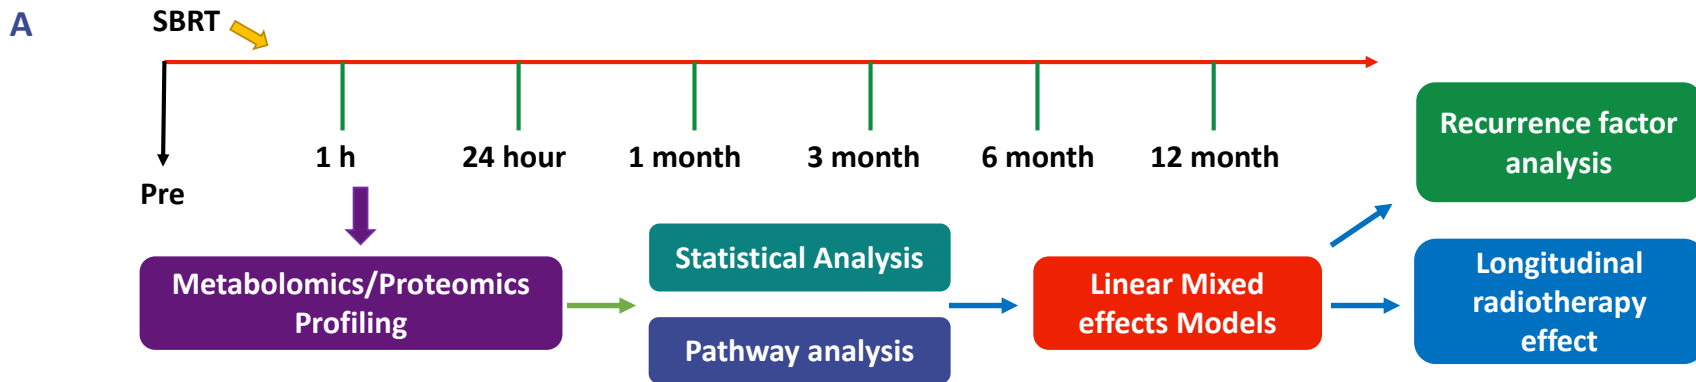 A
SBRT
Pre
1 h
24 hour
1 month
3 month
6 month
12 month
Metabolomics/Proteomics
Profiling
Statistical Analysis
Pathway analysis
Linear Mixed
effects Models
Recurrence factor
analysis
Longitudinal
radiotherapy
effect